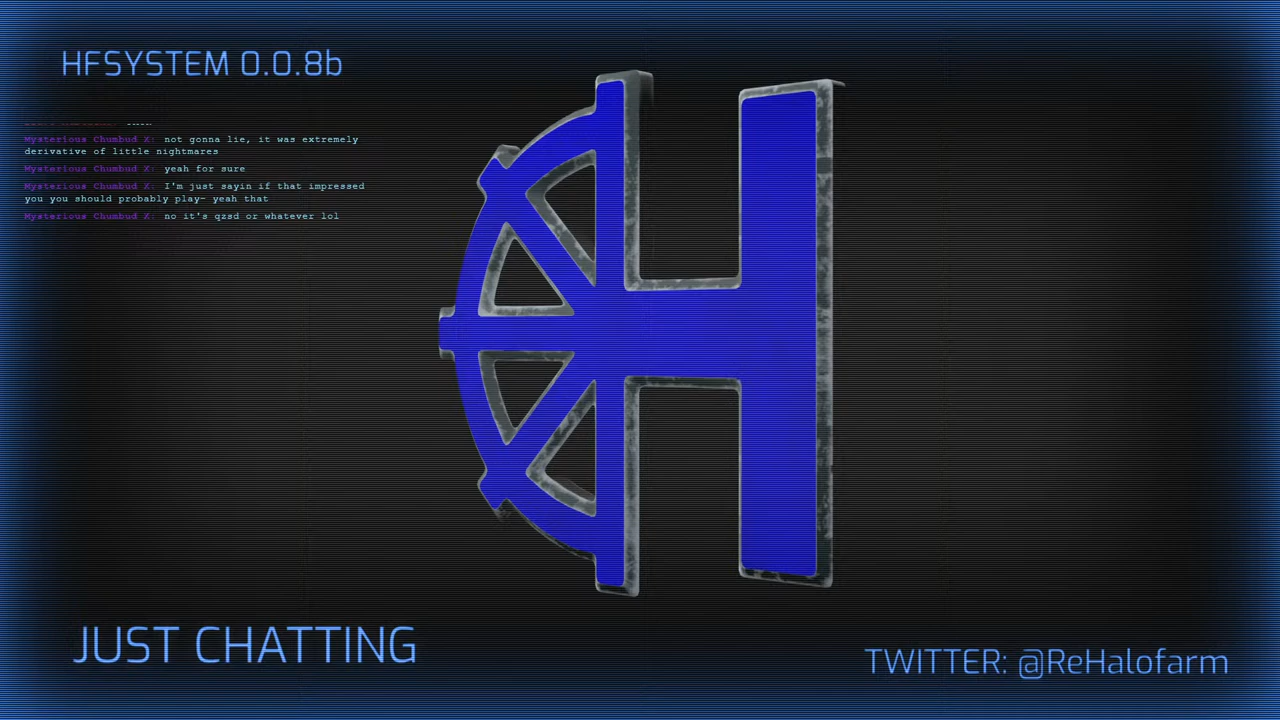 HFSYSTEM 0.0.8b
Mysterious Chumbud X: not gonna lie, it was extremely
derivative of little nightmares
Mysterious Chumbud X: yeah for sure
Mysterious Chumbud X: I'm just sayin if that impressed
you you should probably play– yeah that
Mysterious Chumbud X: no it's qzsd or whatever lol
H
JUST CHATTING
TWITTER: @ReHalofarm